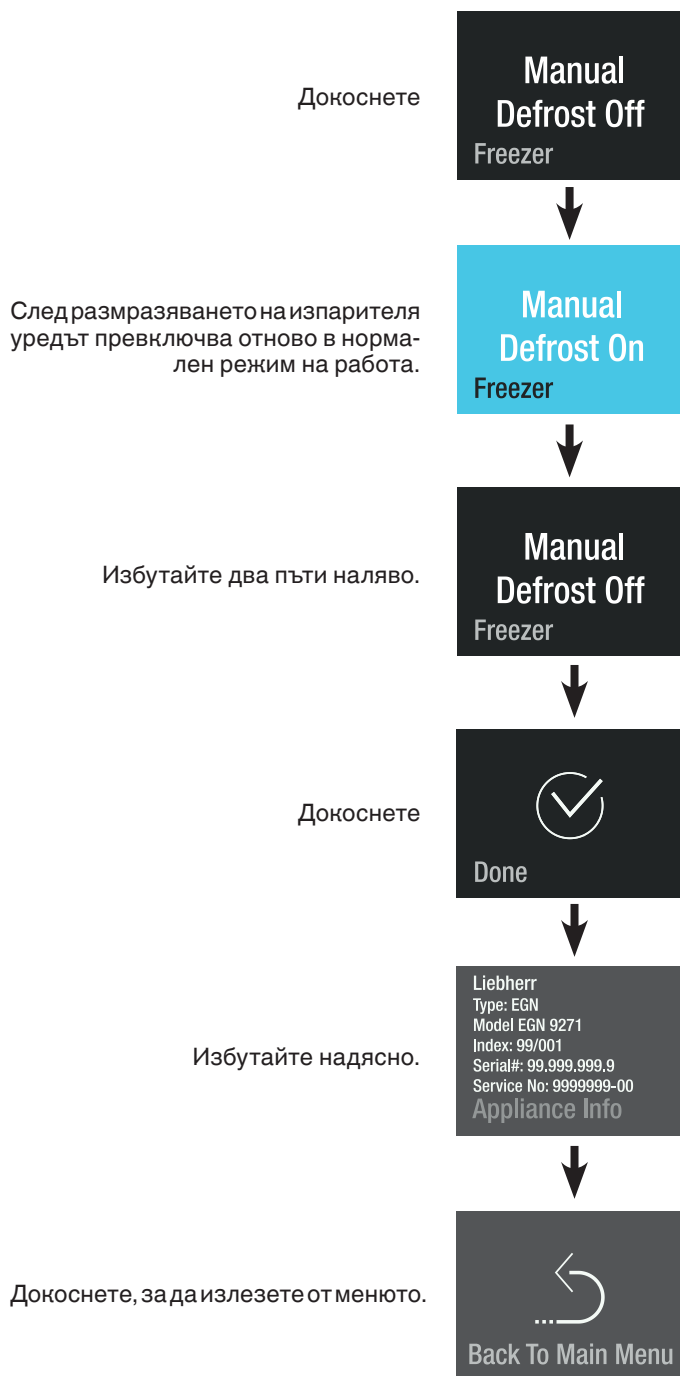 Докоснете
Manual
Defrost Off
Freezer
След размразяването на изпарителя
уредът превключва отново в норма-
лен режим на работа.
Manual
Defrost On
Freezer
Избутайте два пъти наляво.
Manual
Defrost Off
Freezer
Докоснете
Done
Избутайте надясно.
Liebherr
Type: EGN
Model EGN 9271
Index: 99/001
Serial#: 99.999.999.9
Service No: 9999999-00
Appliance Info
Докоснете, за да излезете от менюто.
Back To Main Menu